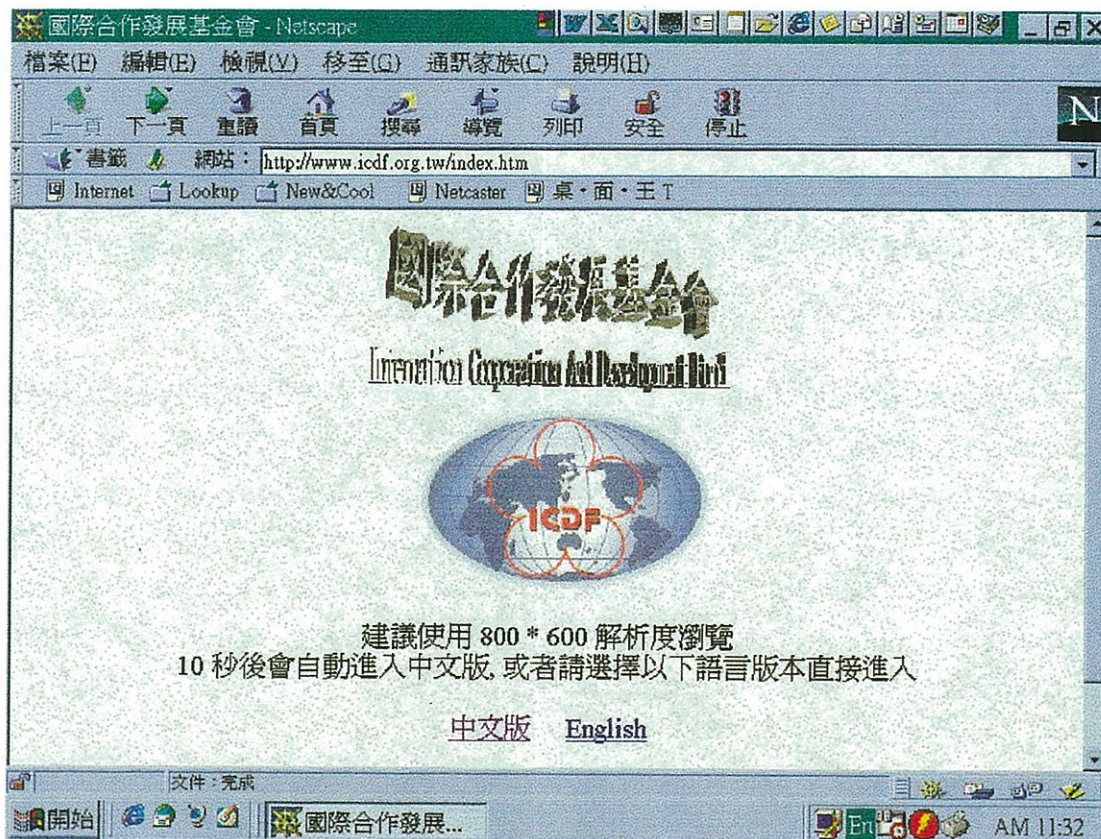 國際合作發展基金會 - Netscape
檔案(F) 編輯(E) 檢視(V) 移至(G) 通訊家族(C) 說明(H)
上一頁 下一頁 重讀 首頁 搜尋 導覽 列印 安全 停止
N
書籤 網站: http://www.icdf.org.tw/index.htm
Internet Lookup New&Cool Netcaster 桌·面·王 T
國際合作發展基金會
And
ICDF
建議使用 800 * 600 解析度瀏覽
10 秒後會自動進入中文版, 或者請選擇以下語言版本直接進入
中文版 English
文件:完成
開始 國際合作發展... En AM 11:32